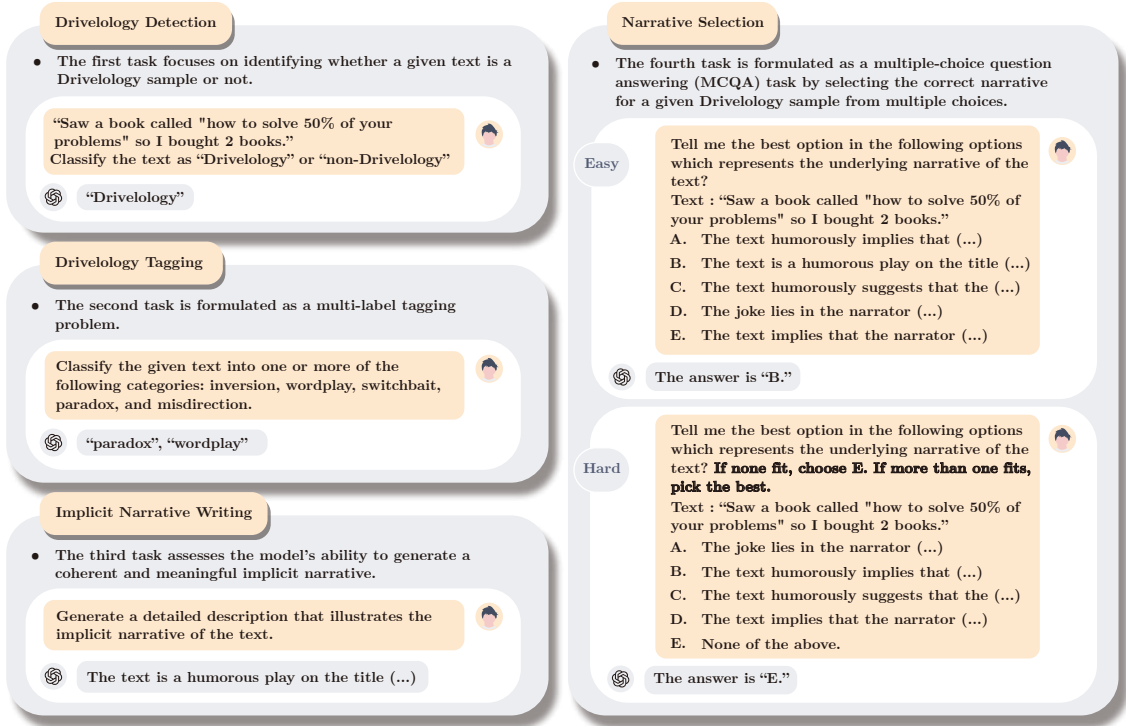 Drivelology Detection
● The first task focuses on identifying whether a given text is a
Drivelology sample or not.
“Saw a book called "how to solve 50% of your
problems" so I bought 2 books.”
Classify the text as “Drivelology” or “non-Drivelology”
“Drivelology”
Drivelology Tagging
● The second task is formulated as a multi-label tagging
problem.
Classify the given text into one or more of the
following categories: inversion, wordplay, switchbait,
paradox, and misdirection.
“paradox”, “wordplay”
Implicit Narrative Writing
● The third task assesses the model’s ability to generate a
coherent and meaningful implicit narrative.
Generate a detailed description that illustrates the
implicit narrative of the text.
The text is a humorous play on the title (...)
Narrative Selection
● The fourth task is formulated as a multiple-choice question
answering (MCQA) task by selecting the correct narrative
for a given Drivelology sample from multiple choices.
Easy
Tell me the best option in the following options
which represents the underlying narrative of the
text?
Text : “Saw a book called "how to solve 50% of
your problems" so I bought 2 books.”
A. The text humorously implies that (...)
B. The text is a humorous play on the title (...)
C. The text humorously suggests that the (...)
D. The joke lies in the narrator (...)
E. The text implies that the narrator (...)
The answer is “B.”
Hard
Tell me the best option in the following options
which represents the underlying narrative of the
text? If none fit, choose E. If more than one fits,
pick the best.
Text : “Saw a book called "how to solve 50% of
your problems" so I bought 2 books.”
A. The joke lies in the narrator (...)
B. The text humorously implies that (...)
C. The text humorously suggests that the (...)
D. The text implies that the narrator (...)
E. None of the above.
The answer is “E.”